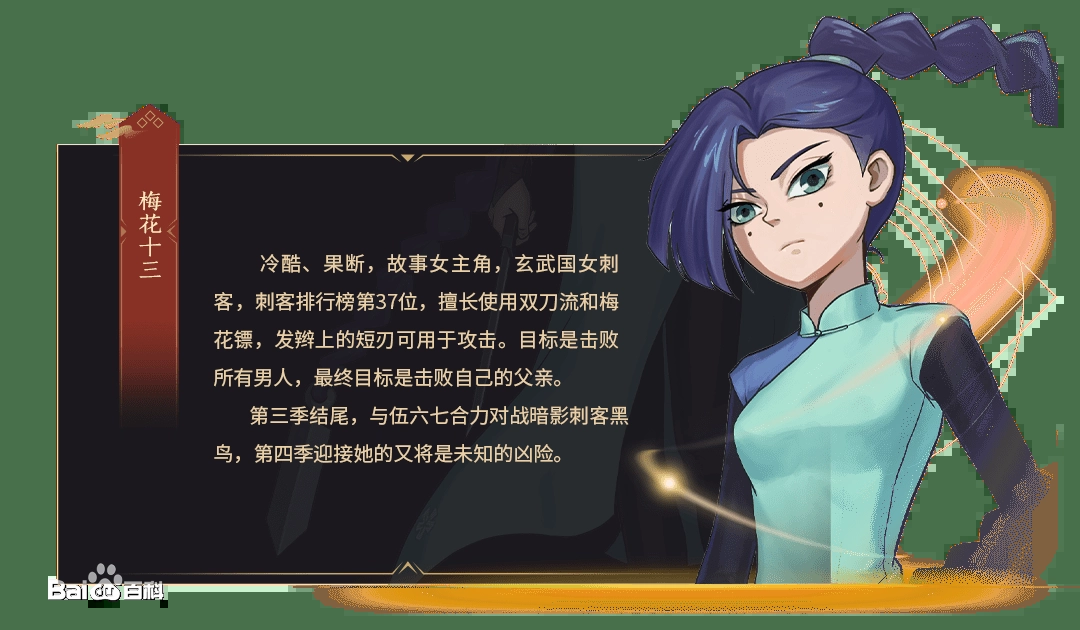 梅花十三
冷酷、果断，故事女主角，玄武国女刺
客，刺客排行榜第37位，擅长使用双刀流和梅
花镖，发辫上的短刃可用于攻击。目标是击败
所有男人，最终目标是击败自己的父亲。
第三季结尾，与伍六七合力对战暗影刺客黑
鸟，第四季迎接她的又将是未知的凶险。
Bai百科